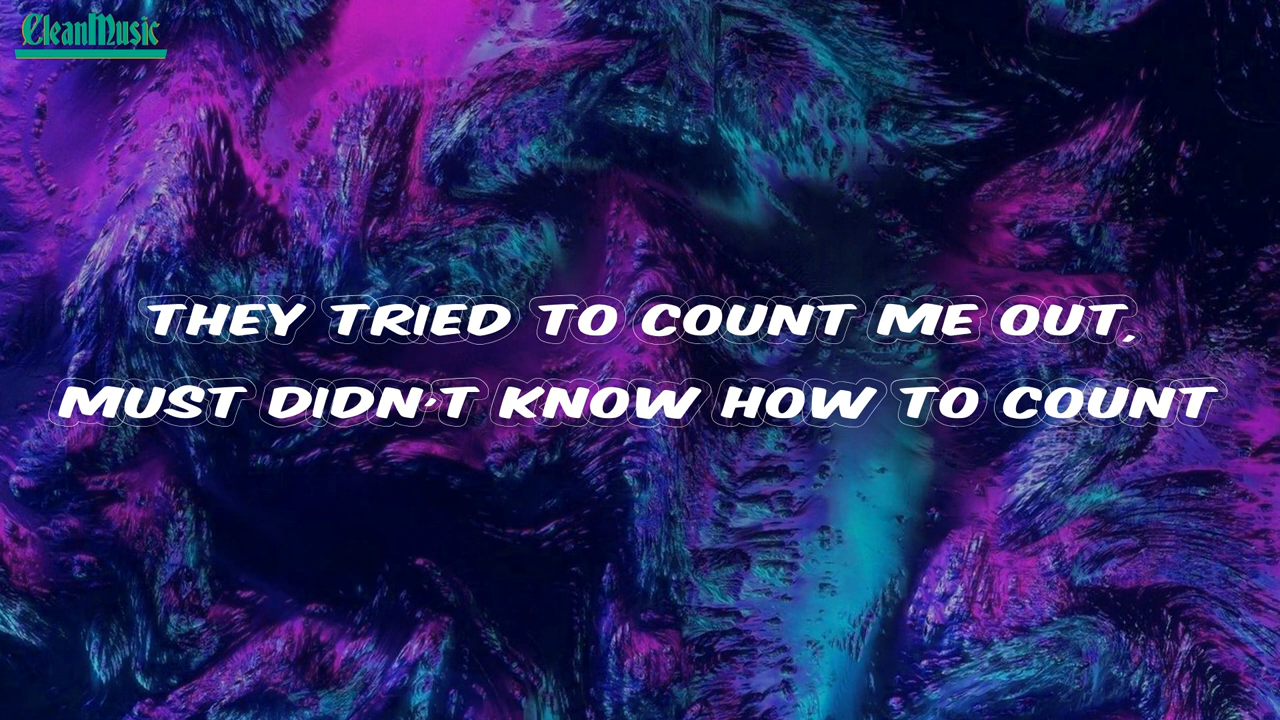 CleanMusic
THEY TRIED TO COUNT ME OUT,
MUST DIDN'T KNOW HOW TO COUNT